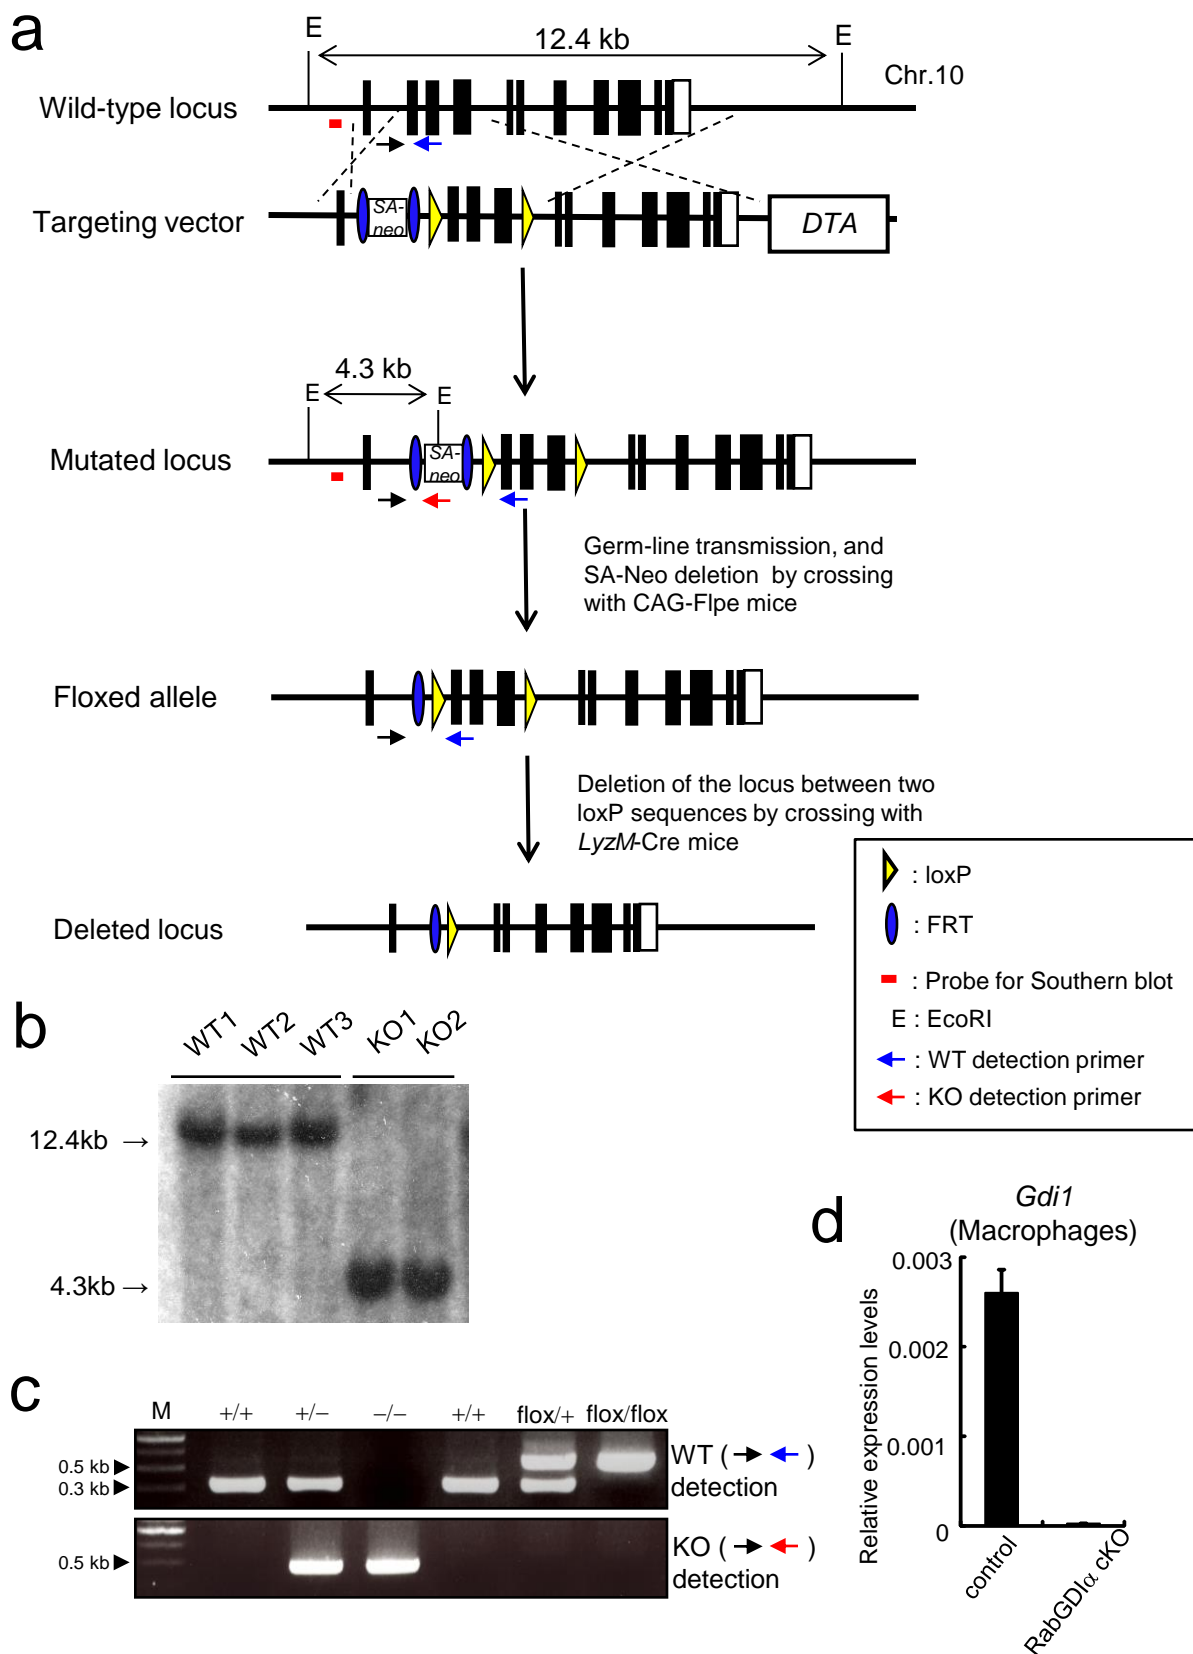 a
E
12.4 kb
E
Chr.10
Wild-type locus
Targeting vector
SA-
neo
DTA
4.3 kb
E
E
Mutated locus
SA-
neo
Germ-line transmission, and
SA-Neo deletion by crossing
with CAG-Flpe mice
Floxed allele
Deletion of the locus between two
loxP sequences by crossing with
LyzM-Cre mice
Deleted locus
: loxP
: FRT
: Probe for Southern blot
E : EcoRI
: WT detection primer
: KO detection primer
b
WT1 WT2 WT3 KO1 KO2
12.4kb →
4.3kb →
c
M +/+ +/− −/− +/+ flox/+ flox/flox
0.5 kb
0.3 kb
WT ( )
detection
0.5 kb
KO ( )
detection
d
Gdi1
(Macrophages)
Relative expression levels
0.003
0.002
0.001
0
control
RabGDIα cKO